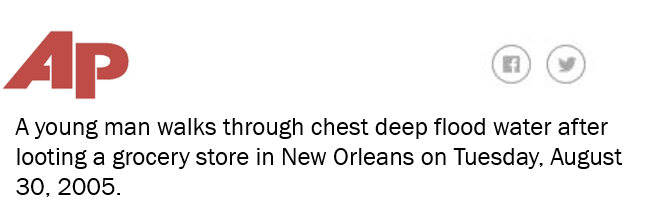 AP
A young man walks through chest deep flood water after
looting a grocery store in New Orleans on Tuesday, August
30, 2005.